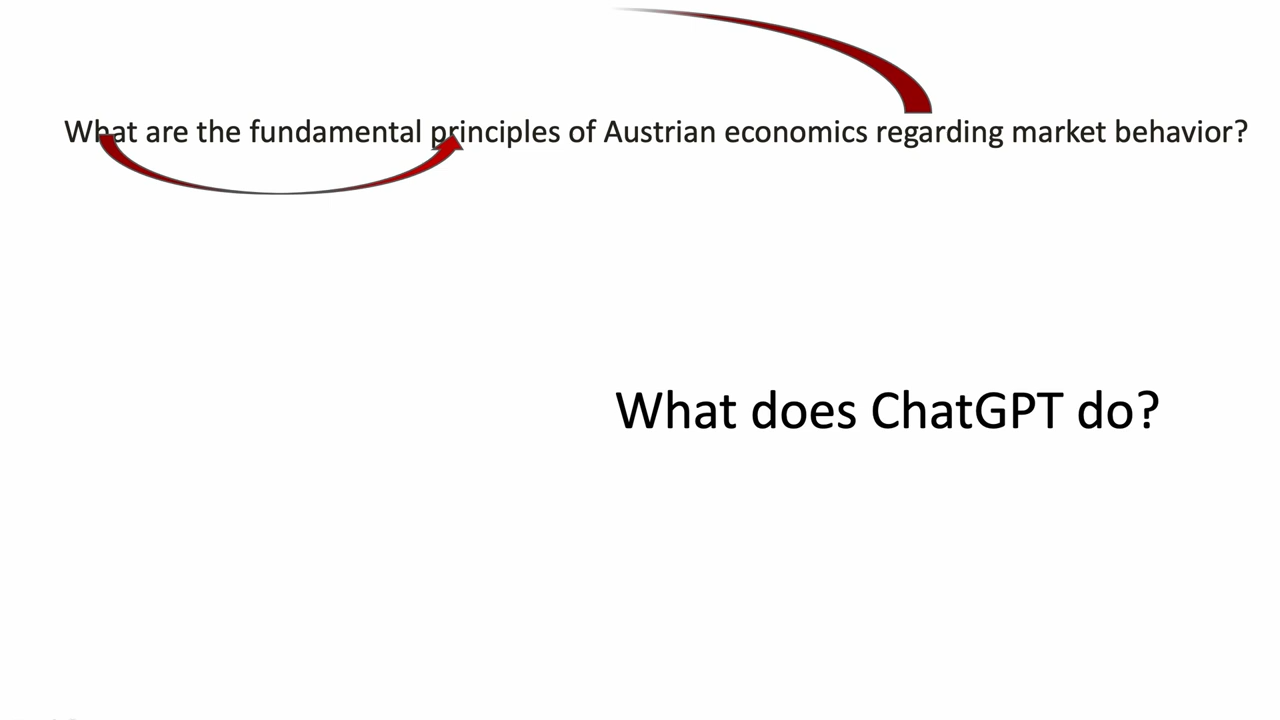 What are the fundamental principles of Austrian economics regarding market behavior?
What does ChatGPT do?